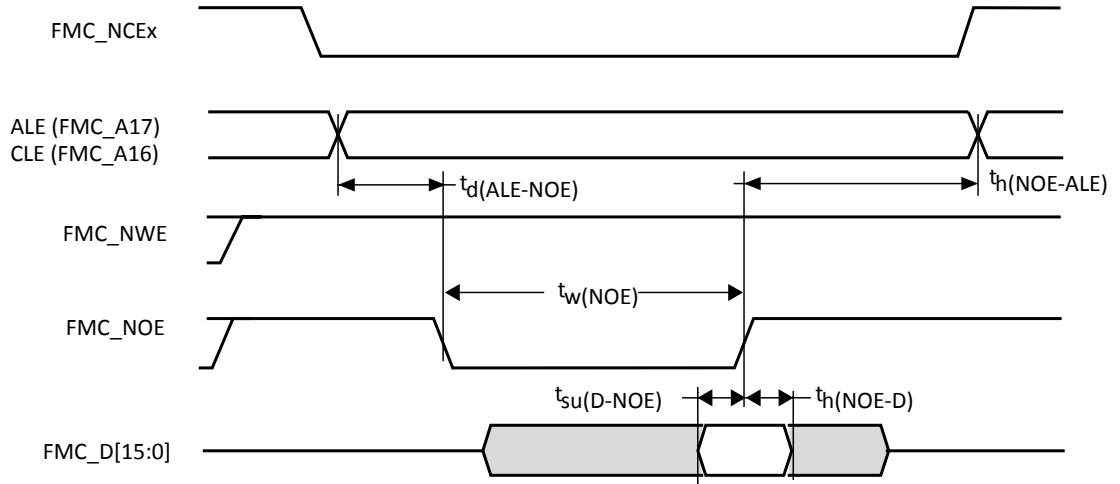 FMC_NCEx
ALE (FMC_A17)
CLE (FMC_A16)
td(ALE-NOE)
th(NOE-ALE)
FMC_NWE
tw(NOE)
FMC_NOE
tsu(D-NOE)
th(NOE-D)
FMC_D[15:0]